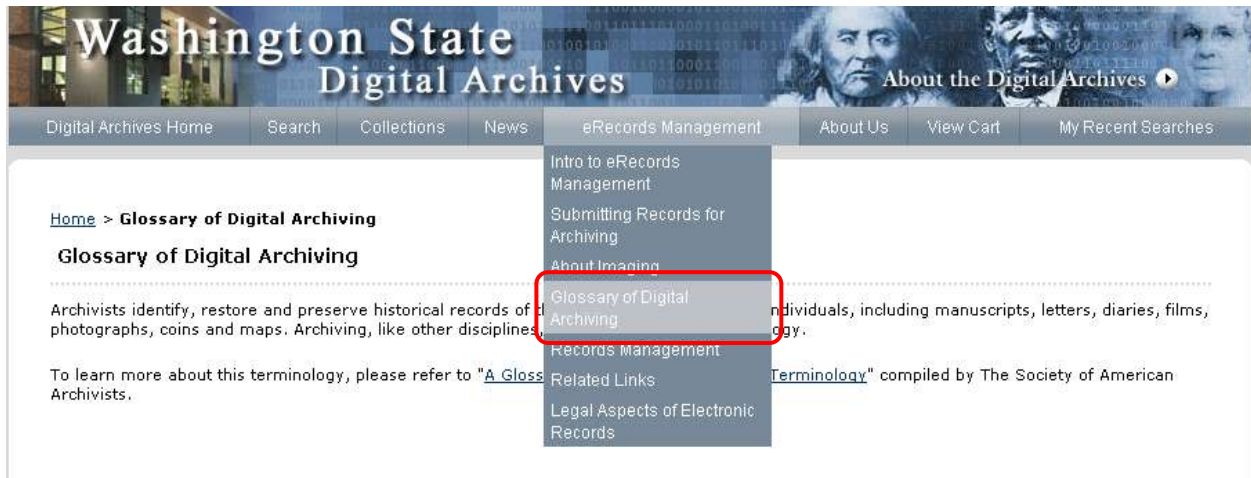 Washington State
Digital Archives
About the Digital Archives
Digital Archives Home Search Collections News eRecords Management About Us View Cart My Recent Searches
Intro to eRecords
Management
Submitting Records for
Archiving
About Imaging
Glossary of Digital
Archiving
Records Management
Related Links
Legal Aspects of Electronic
Records
Home > Glossary of Digital Archiving
Glossary of Digital Archiving
Archivists identify, restore and preserve historical records of individuals, including manuscripts, letters, diaries, films,
photographs, coins and maps. Archiving, like other disciplines,
To learn more about this terminology, please refer to "A Gloss Terminology" compiled by The Society of American
Archivists.